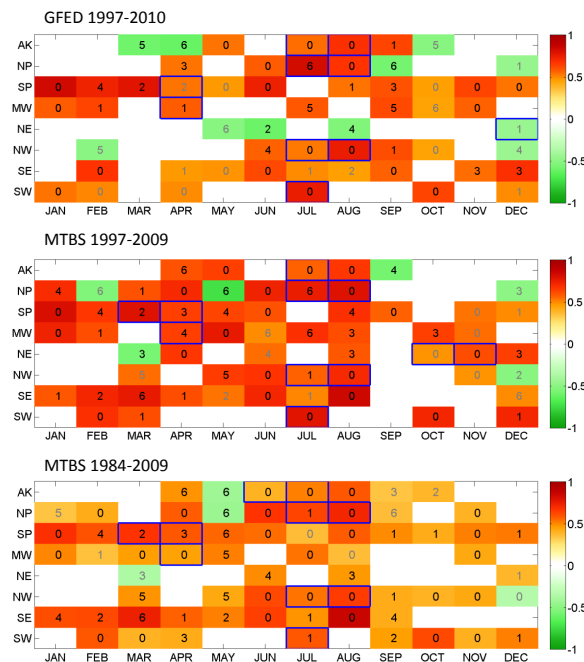 GFED 1997-2010
AK 5 6 0 0 0 1 5
NP 3 0 6 0 6 1
SP 0 4 2 2 0 0 1 3 0 0 0
MW 0 1 1 5 5 6 0
NE 6 2 4 1
NW 5 4 0 0 1 0 4
SE 0 1 0 0 1 2 0 3 3
SW 0 0 0 0 0 1
JAN FEB MAR APR MAY JUN JUL AUG SEP OCT NOV DEC
1
0.5
0
-0.5
-1
MTBS 1997-2009
AK 6 0 0 0 4
NP 4 6 1 0 6 0 6 0 3
SP 0 4 2 3 4 0 4 0 0 1
MW 0 1 4 0 6 6 3 3 0
NE 3 0 4 3 0 0 3
NW 5 5 0 1 0 0 2
SE 1 2 6 1 2 0 1 0 6
SW 0 1 0 0 1
JAN FEB MAR APR MAY JUN JUL AUG SEP OCT NOV DEC
1
0.5
0
-0.5
-1
MTBS 1984-2009
AK 6 6 0 0 0 3 2
NP 5 0 0 6 0 1 0 6 0
SP 0 4 2 3 6 0 0 0 1 1 0 1
MW 0 1 0 0 5 0 0 0
NE 3 4 3 1
NW 5 5 0 0 0 1 0 0 0
SE 4 2 6 1 2 0 1 0 4
SW 0 0 3 1 2 0 1
JAN FEB MAR APR MAY JUN JUL AUG SEP OCT NOV DEC
1
0.5
0
-0.5
-1